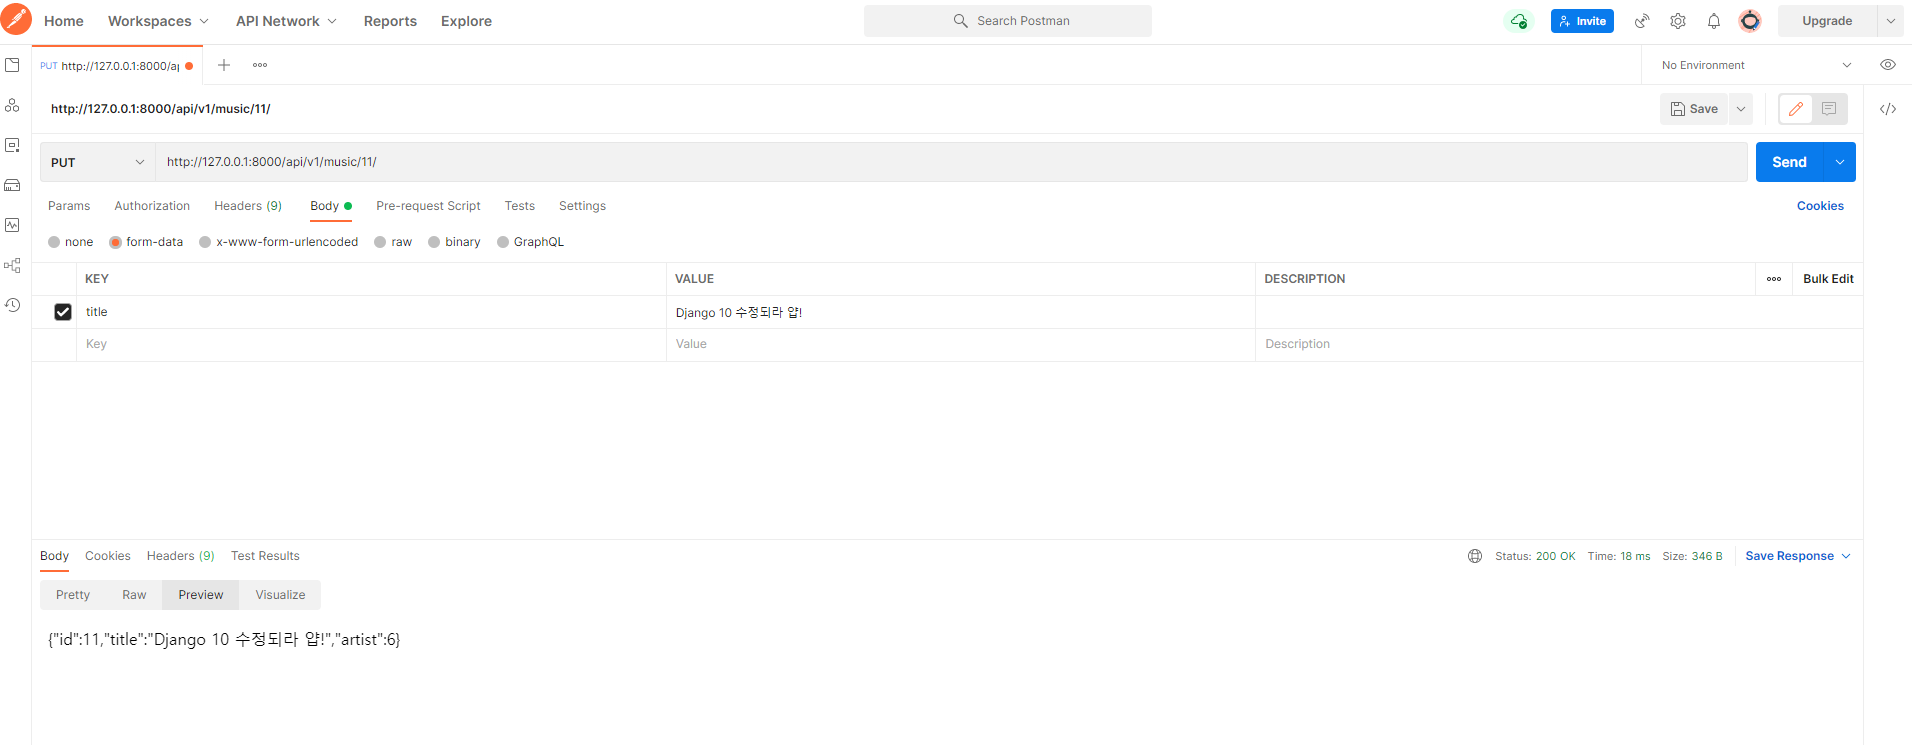 Home Workspaces API Network Reports Explore Search Postman Invite Upgrade
PUT http://127.0.0.1:8000/ap No Environment
http://127.0.0.1:8000/api/v1/music/11/ Save
PUT http://127.0.0.1:8000/api/v1/music/11/ Send
Params Authorization Headers (9) Body Pre-request Script Tests Settings Cookies
none form-data x-www-form-urlencoded raw binary GraphQL
KEY VALUE DESCRIPTION Bulk Edit
title Django 10 수정되라 얍!
Key Value Description
Body Cookies Headers (9) Test Results Status: 200 OK Time: 18 ms Size: 346 B Save Response
Pretty Raw Preview Visualize
{"id":11,"title":"Django 10 수정되라 얍!","artist":6}